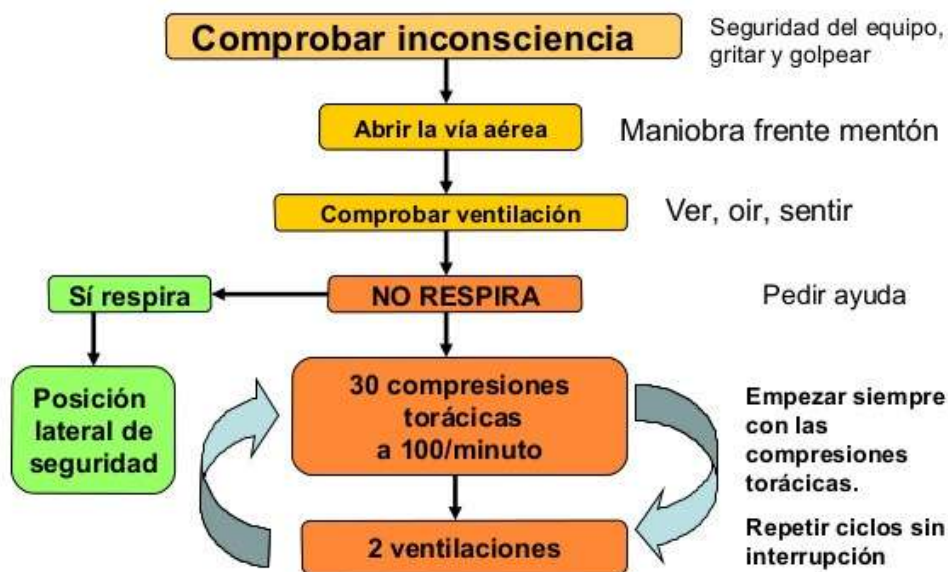 Comprobar inconsciencia
Seguridad del equipo,
gritar y golpear
Abrir la vía aérea
Maniobra frente mentón
Comprobar ventilación
Ver, oir, sentir
Sí respira
NO RESPIRA
Pedir ayuda
Posición
lateral de
seguridad
30 compresiones
torácicas
a 100/minuto
Empezar siempre
con las
compresiones
torácicas.
2 ventilaciones
Repetir ciclos sin
interrupción